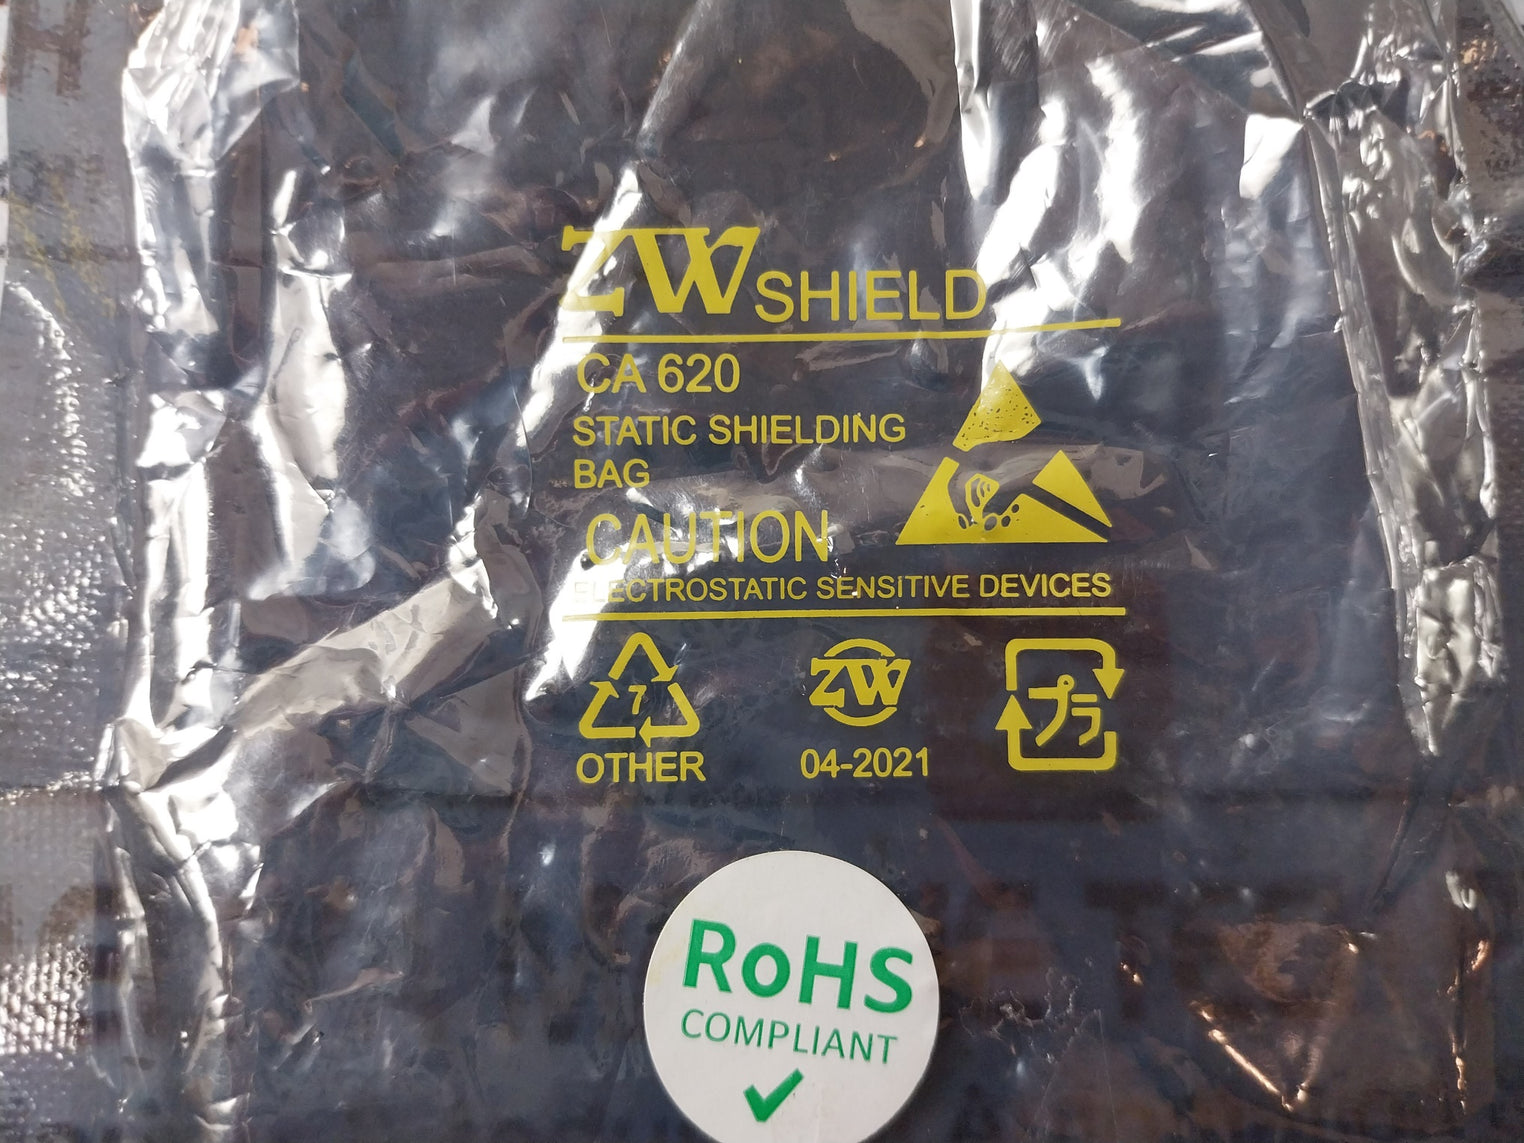 ZW SHIELD
CA 620
STATIC SHIELDING
BAG
CAUTION
ELECTROSTATIC SENSITIVE DEVICES
7
OTHER
ZW
04-2021
プラ
RoHS
COMPLIANT